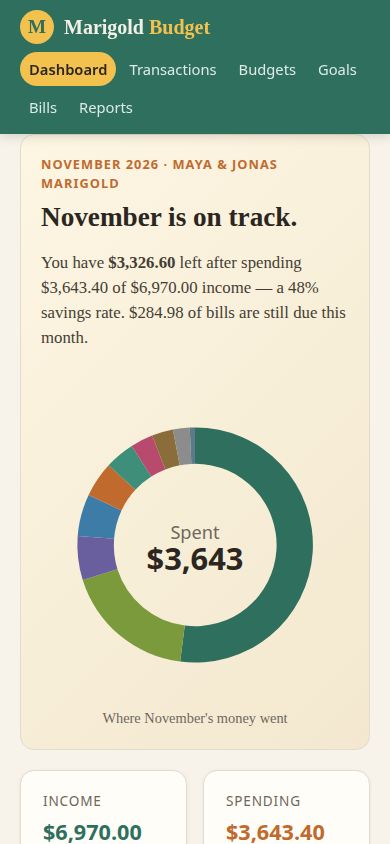 M Marigold Budget
Dashboard Transactions Budgets Goals
Bills Reports
NOVEMBER 2026 · MAYA & JONAS
MARIGOLD
November is on track.
You have $3,326.60 left after spending
$3,643.40 of $6,970.00 income — a 48%
savings rate. $284.98 of bills are still due this
month.
Spent
$3,643
Where November's money went
INCOME
$6,970.00
SPENDING
$3,643.40